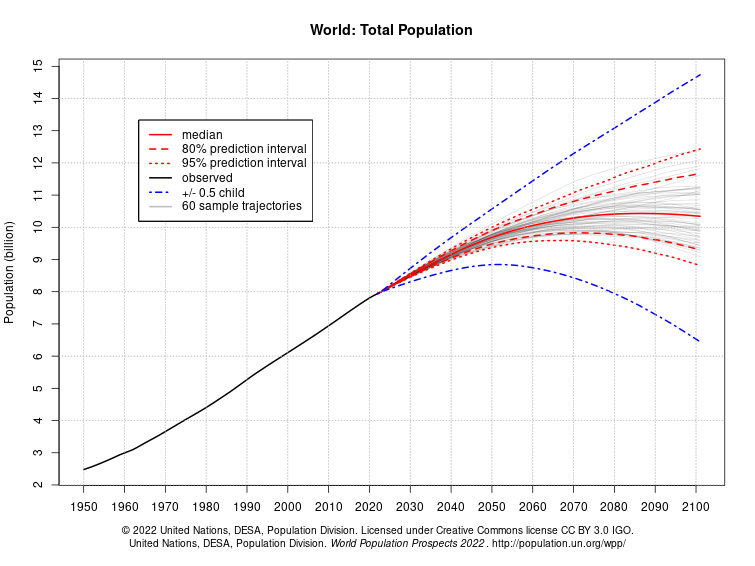 World: Total Population
15
14
13
12
11
10
9
8
7
6
5
4
3
2
Population (billion)
median
80% prediction interval
95% prediction interval
observed
+/- 0.5 child
60 sample trajectories
1950 1960 1970 1980 1990 2000 2010 2020 2030 2040 2050 2060 2070 2080 2090 2100
© 2022 United Nations, DESA, Population Division. Licensed under Creative Commons license CC BY 3.0 IGO.
United Nations, DESA, Population Division. World Population Prospects 2022. http://population.un.org/wpp/